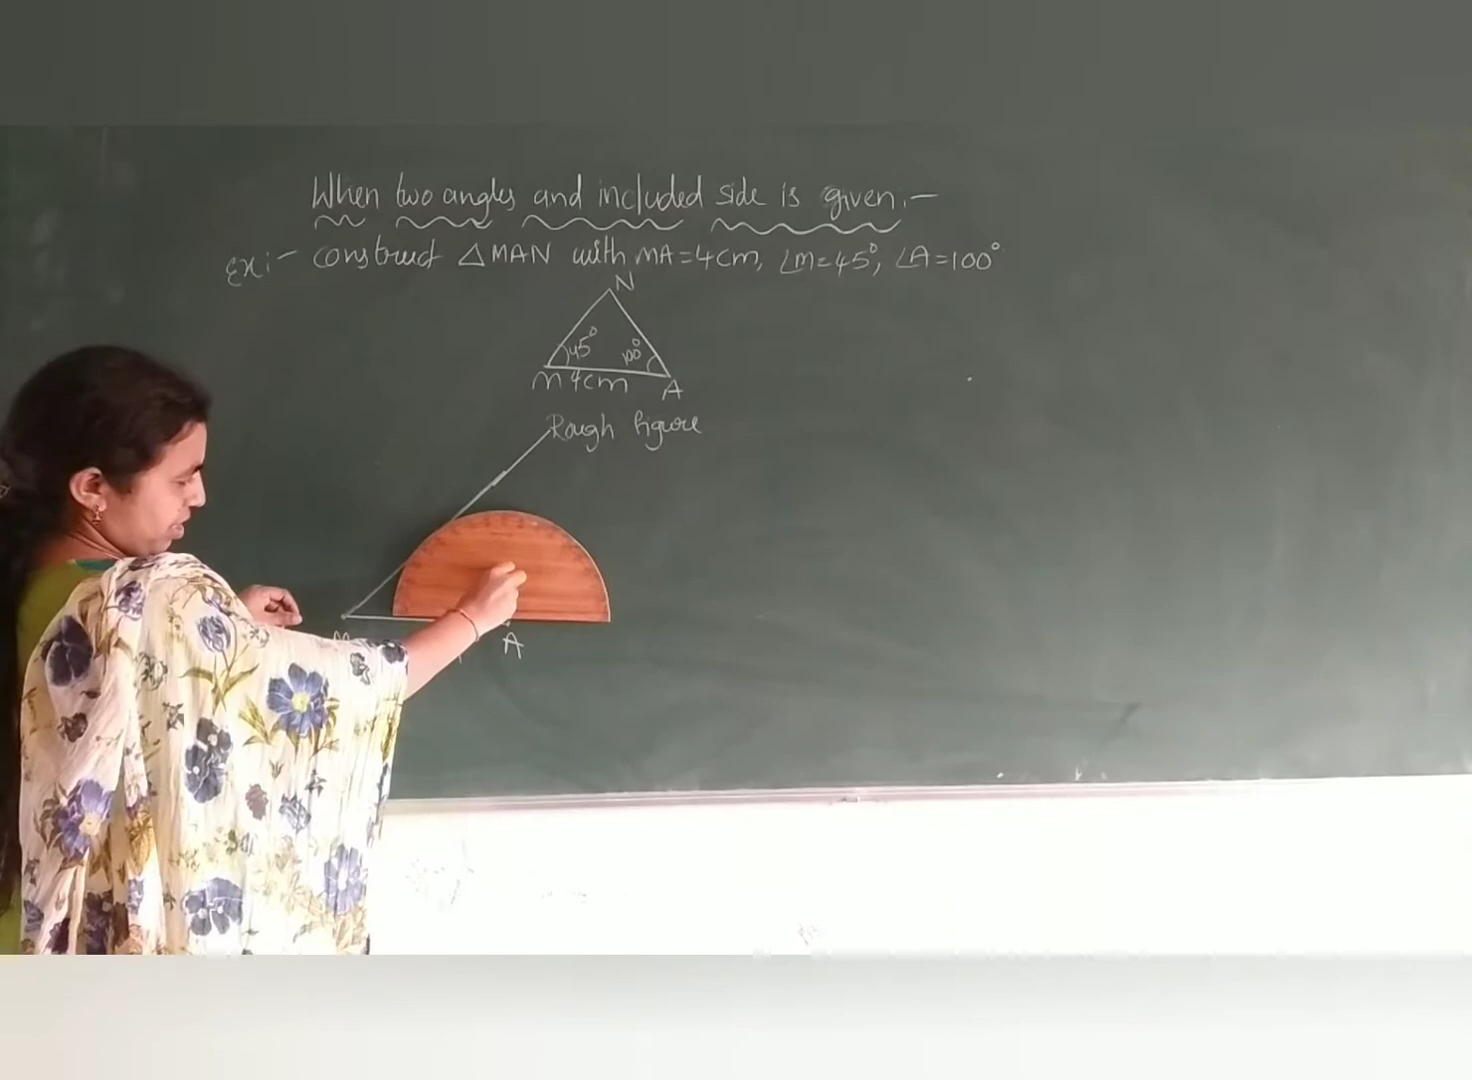 When two angles and included side is given:-
Ex:- construct △MAN with MA=4cm, ∠M=45°, ∠A=100°
N
45° 100°
M 4cm A
Rough figure
A